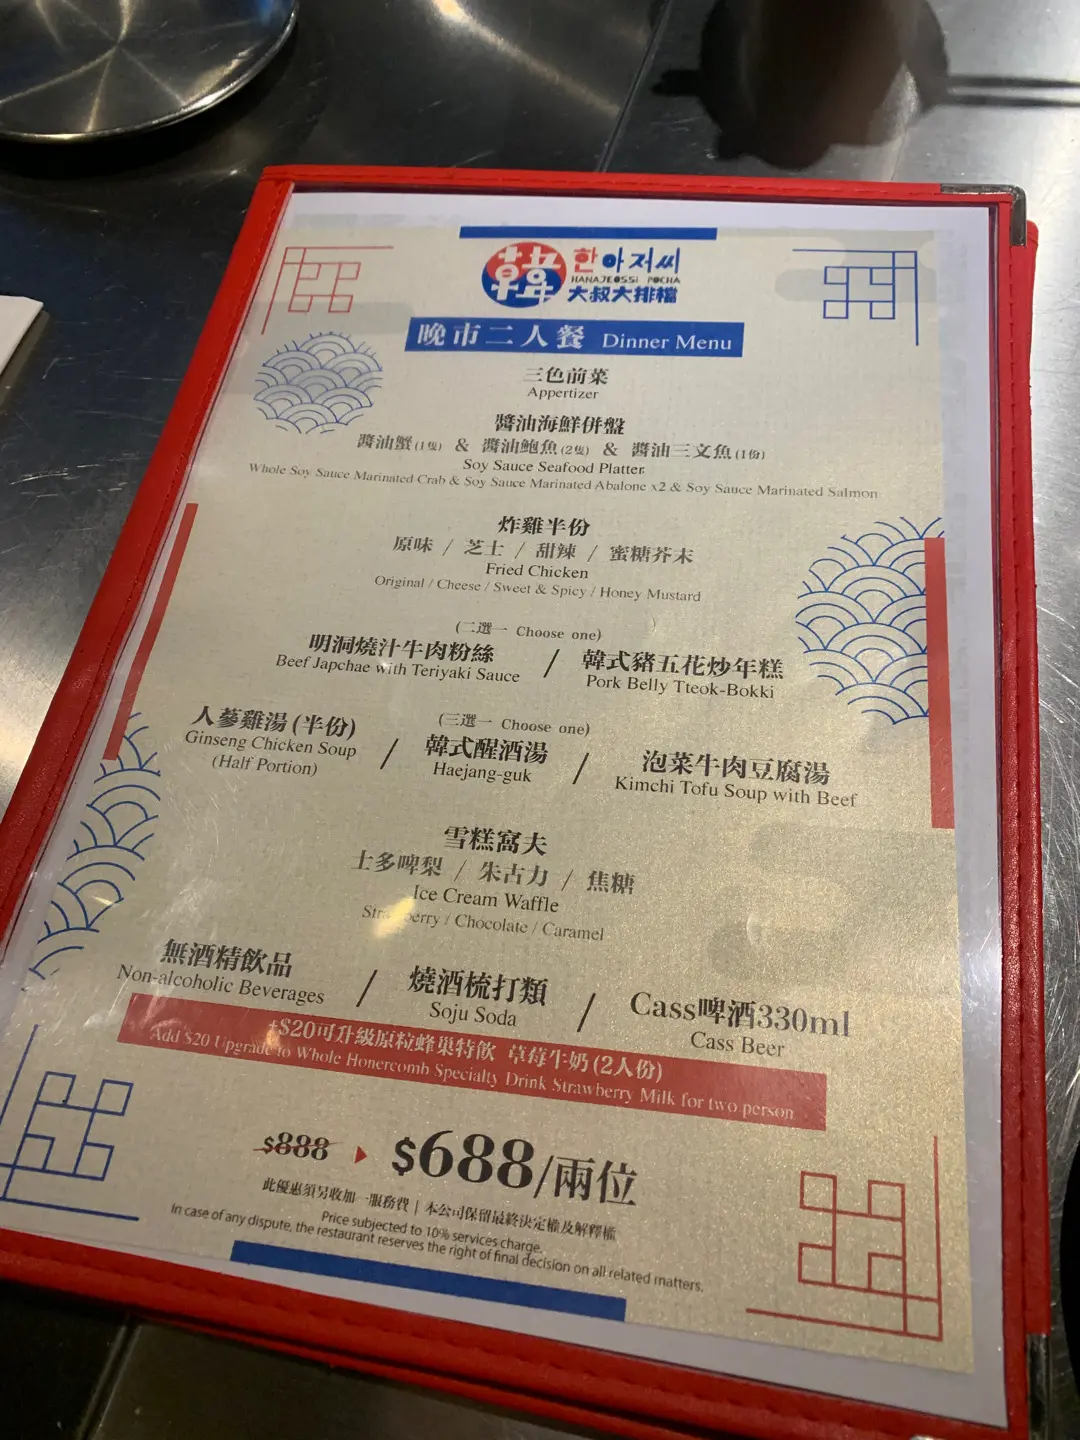 韓 한아저씨
HANAJEOSSI POCHA
大叔大排檔
晚市二人餐 Dinner Menu
三色前菜
Appertizer
醬油海鮮併盤
醬油蟹(1隻) & 醬油鮑魚(2隻) & 醬油三文魚(1份)
Soy Sauce Seafood Platter
Whole Soy Sauce Marinated Crab & Soy Sauce Marinated Abalone x2 & Soy Sauce Marinated Salmon
炸雞半份
原味 / 芝士 / 甜辣 / 蜜糖芥末
Fried Chicken
Original / Cheese / Sweet & Spicy / Honey Mustard
(二選一 Choose one)
明洞燒汁牛肉粉絲 / 韓式豬五花炒年糕
Beef Japchae with Teriyaki Sauce Pork Belly Tteok-Bokki
(三選一 Choose one)
人蔘雞湯(半份) / 韓式醒酒湯 / 泡菜牛肉豆腐湯
Ginseng Chicken Soup Haejang-guk Kimchi Tofu Soup with Beef
(Half Portion)
雪糕窩夫
士多啤梨 / 朱古力 / 焦糖
Ice Cream Waffle
Strawberry / Chocolate / Caramel
無酒精飲品 / 燒酒梳打類 / Cass啤酒330ml
Non-alcoholic Beverages Soju Soda Cass Beer
+$20可升級原粒蜂巢特飲 草莓牛奶(2人份)
Add $20 Upgrade to Whole Honercomb Specialty Drink Strawberry Milk for two person
$888 ▶ $688/兩位
此優惠須另收加一服務費 | 本公司保留最終決定權及解釋權
Price subjected to 10% services charge.
In case of any dispute, the restaurant reserves the right of final decision on all related matters.